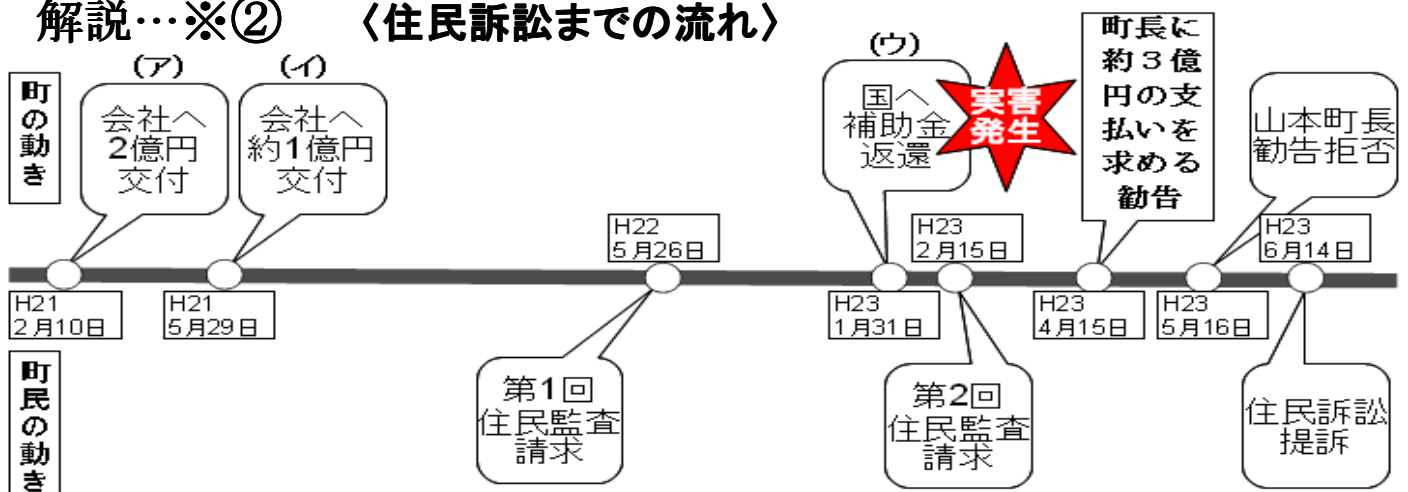 解説…※② 〈住民訴訟までの流れ〉
町の動き
(ア)
会社へ
2億円
交付
(イ)
会社へ
約1億円
交付
(ウ)
国へ
補助金
返還
実害
発生
町長に
約3億
円の支
払いを
求める
勧告
山本町長
勧告拒否
H21
2月10日
H21
5月29日
H22
5月26日
H23
1月31日
H23
2月15日
H23
4月15日
H23
5月16日
H23
6月14日
町民の動き
第1回
住民監査
請求
第2回
住民監査
請求
住民訴訟
提訴